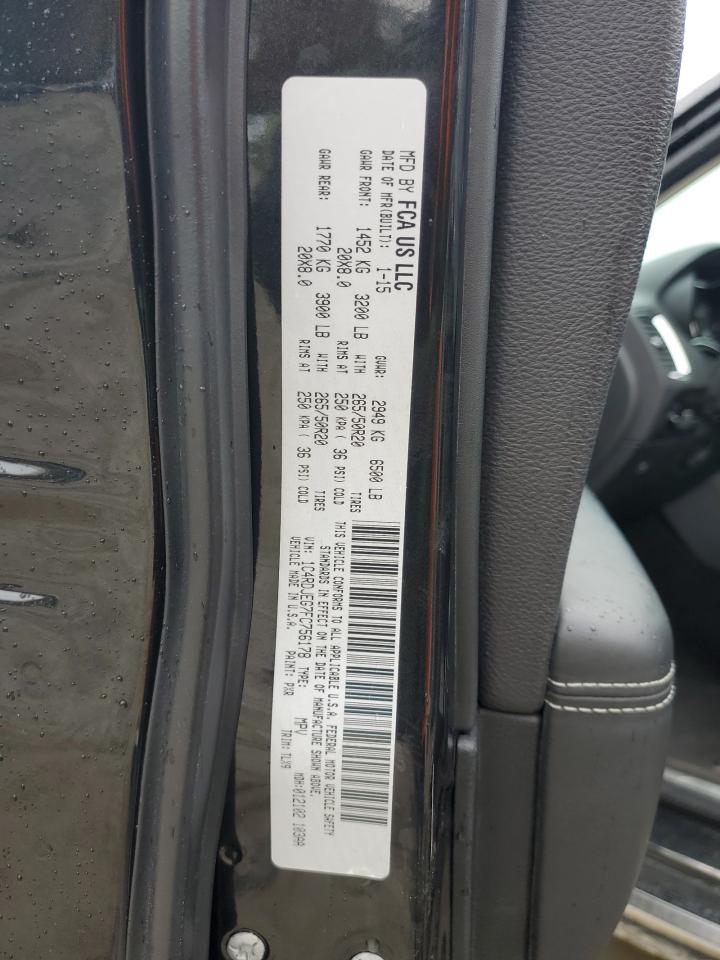 MFD BY FCA US LLC
DATE OF MFR(BUILT): 1-15 GVWR: 2949 KG 6500 LB
GAWR FRONT: 1452 KG 3200 LB WITH 265/50R20 TIRES
20X8.0 RIMS AT 250 KPA ( 36 PSI) COLD
GAWR REAR: 1770 KG 3900 LB WITH 265/50R20 TIRES
20X8.0 RIMS AT 250 KPA ( 36 PSI) COLD
THIS VEHICLE CONFORMS TO ALL APPLICABLE U.S.A. FEDERAL MOTOR VEHICLE SAFETY
STANDARDS IN EFFECT ON THE DATE OF MANUFACTURE SHOWN ABOVE.
VIN: 1C4RDJEG7FC756178 TYPE: MPV MDH:012102 103AA
VEHICLE MADE IN U.S.A. PAINT: PXR TRIM: TLX9